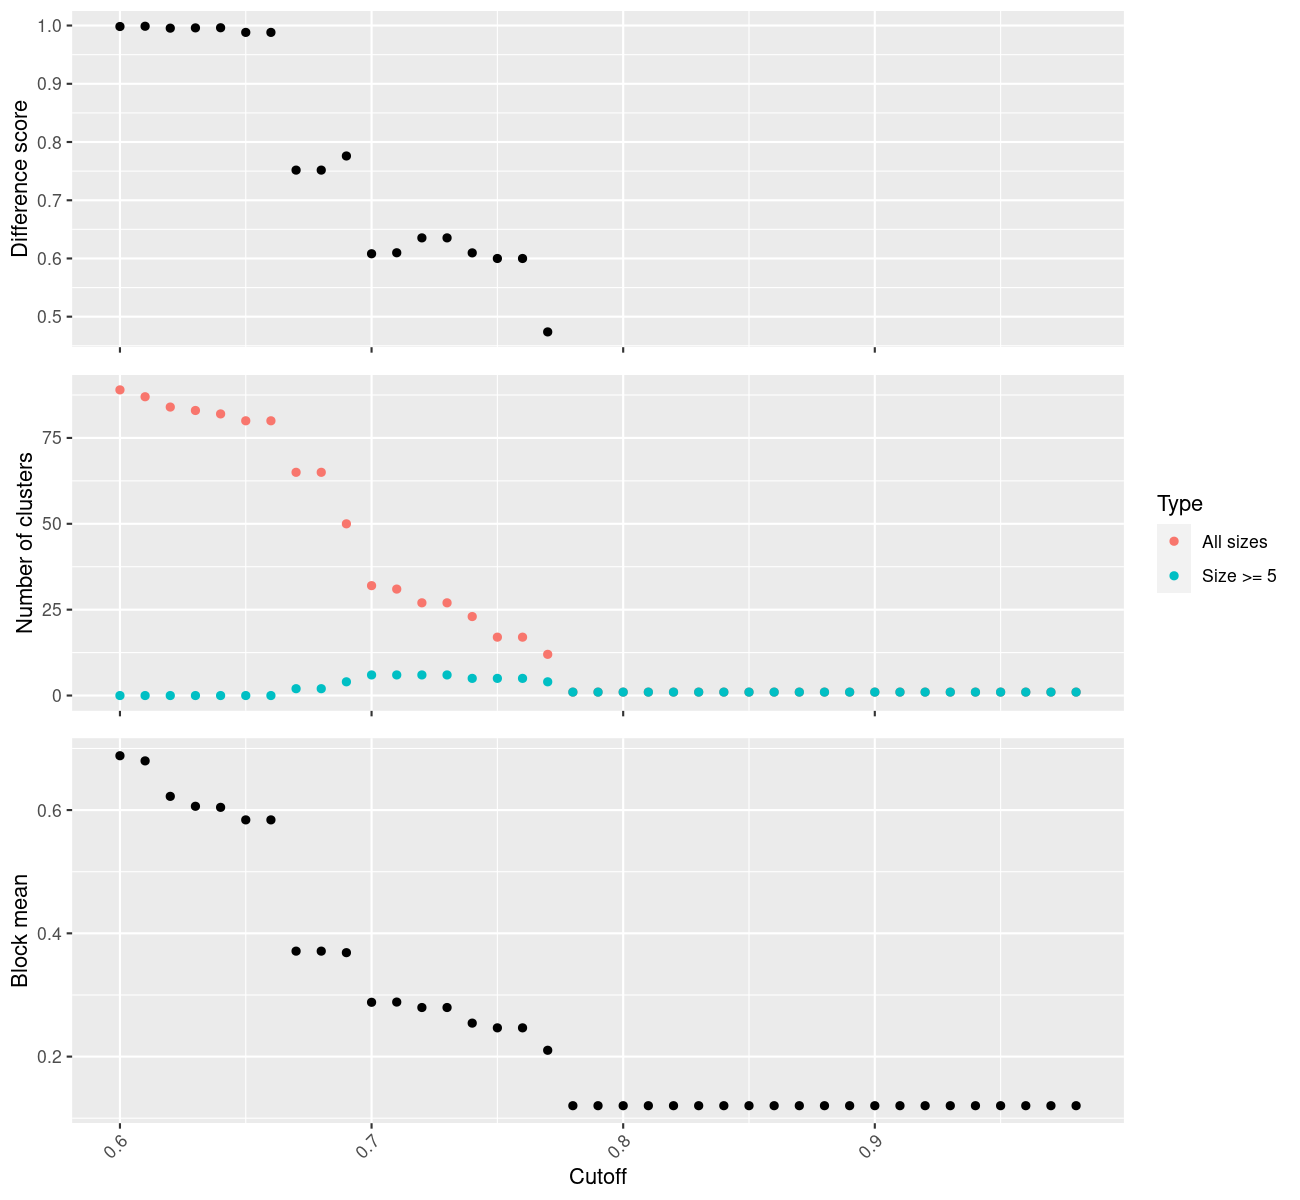 Difference score
1.0
0.9
0.8
0.7
0.6
0.5
Number of clusters
75
50
25
0
Type
All sizes
Size >= 5
Block mean
0.6
0.4
0.2
0.6
0.7
0.8
0.9
Cutoff